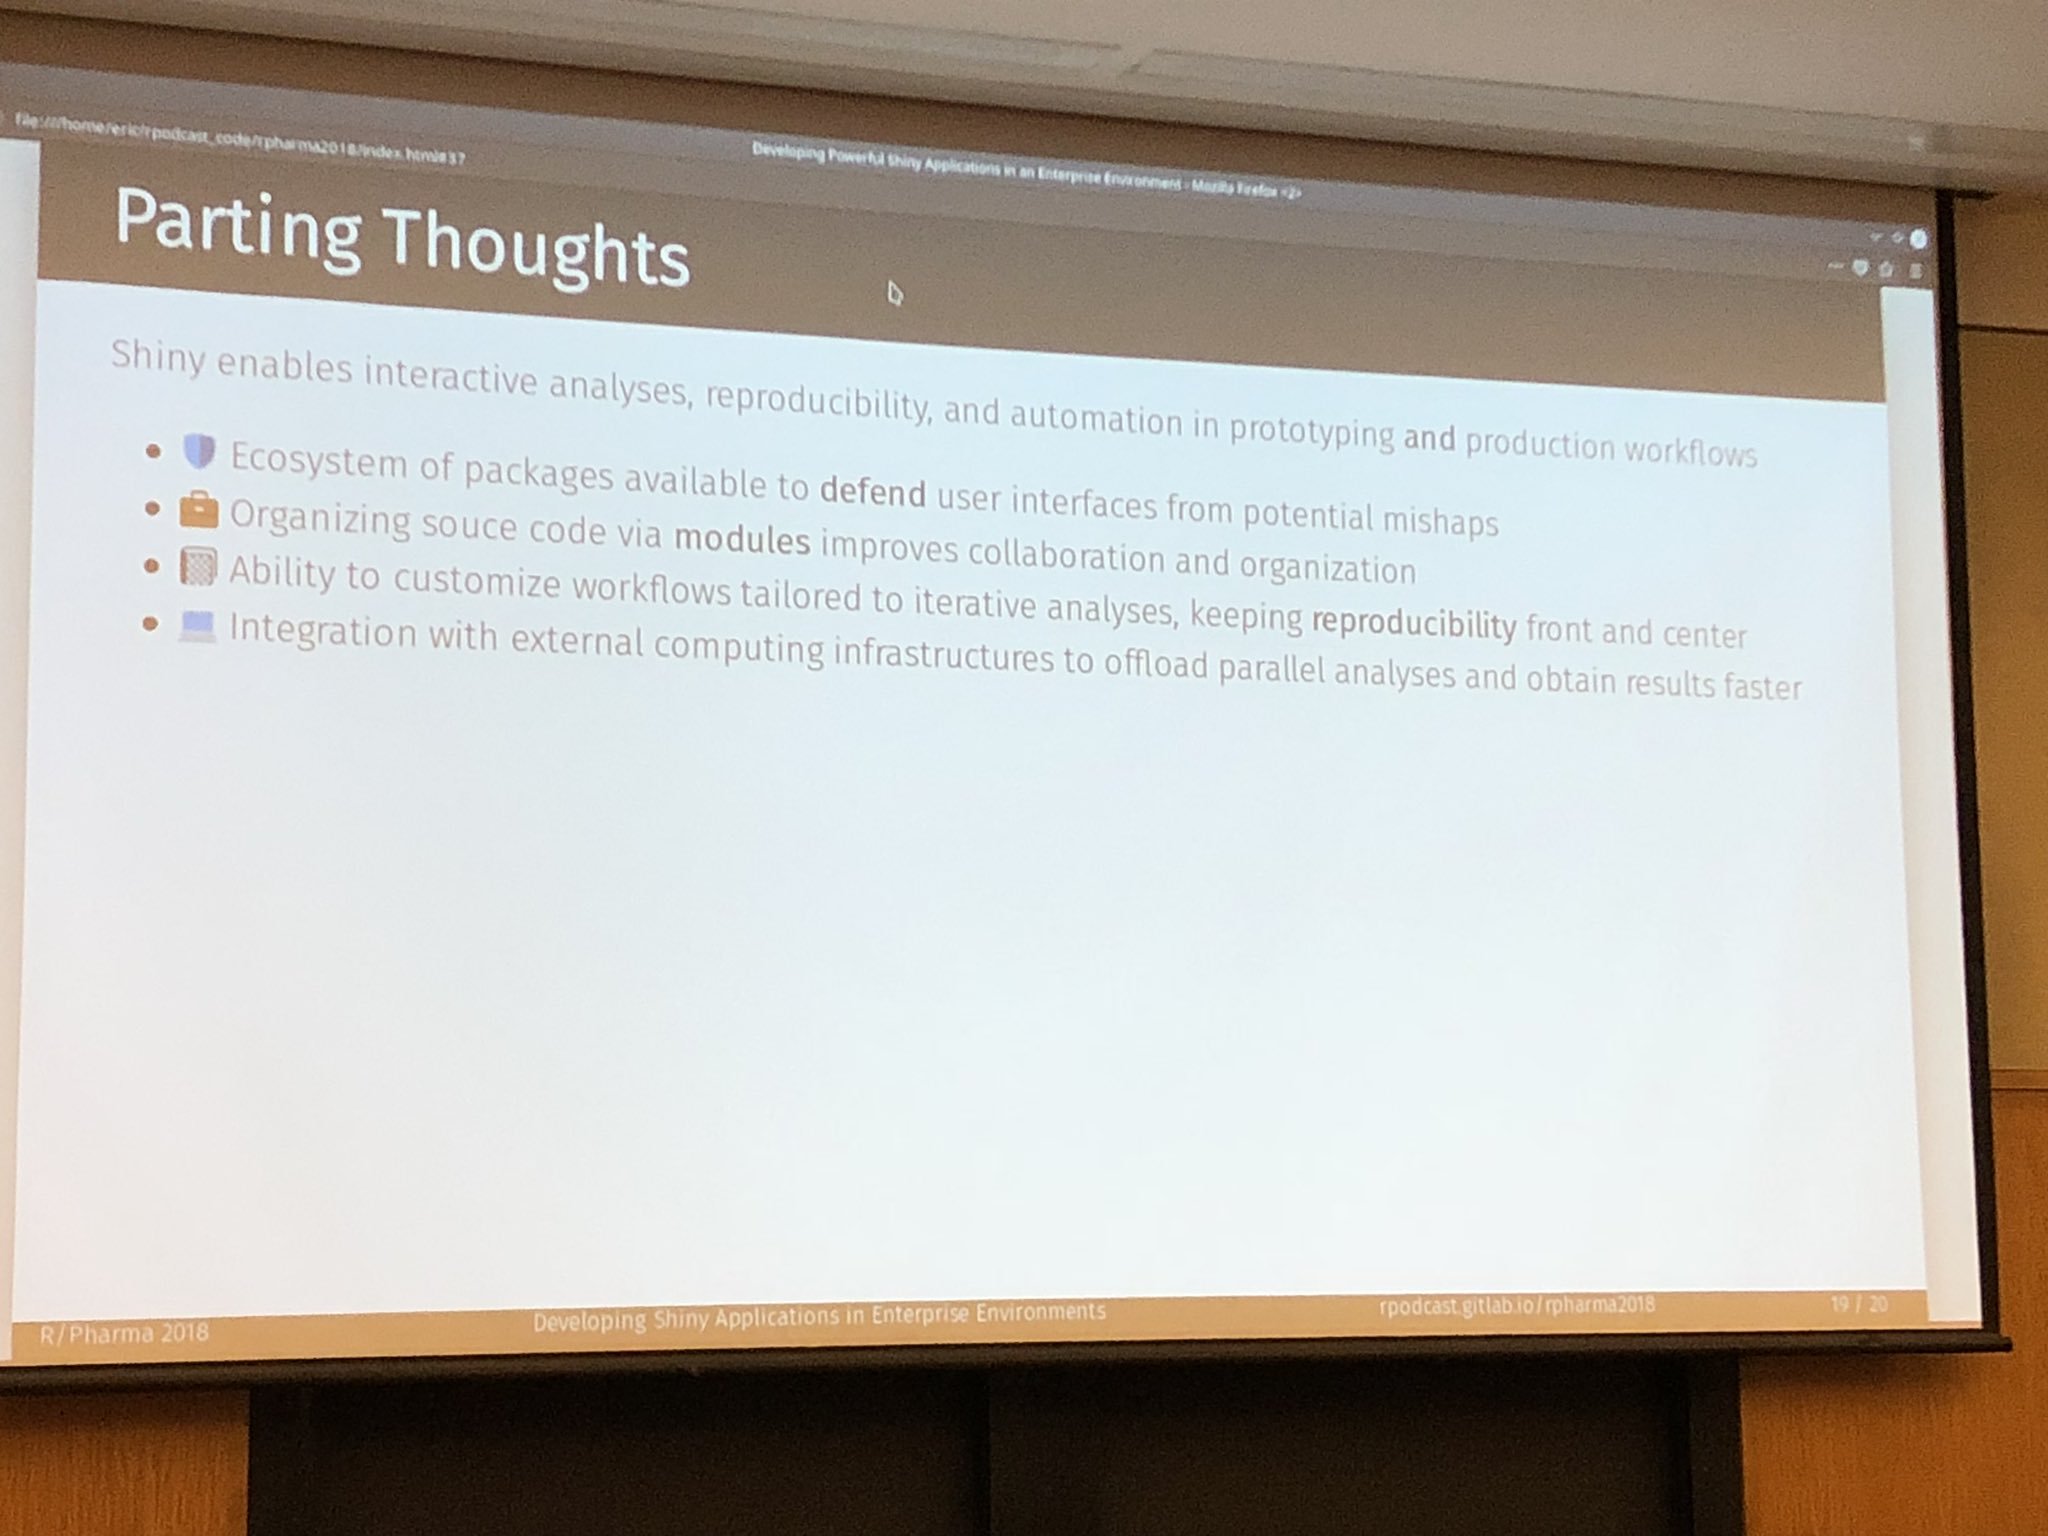 file:///home/eric/rpodcast_code/rpharma2018/index.html#37
Developing Powerful Shiny Applications in an Enterprise Environment - Mozilla Firefox <2>
Parting Thoughts
Shiny enables interactive analyses, reproducibility, and automation in prototyping and production workflows
• Ecosystem of packages available to defend user interfaces from potential mishaps
• Organizing souce code via modules improves collaboration and organization
• Ability to customize workflows tailored to iterative analyses, keeping reproducibility front and center
• Integration with external computing infrastructures to offload parallel analyses and obtain results faster
R/Pharma 2018
Developing Shiny Applications in Enterprise Environments
rpodcast.gitlab.io/rpharma2018
19 / 20